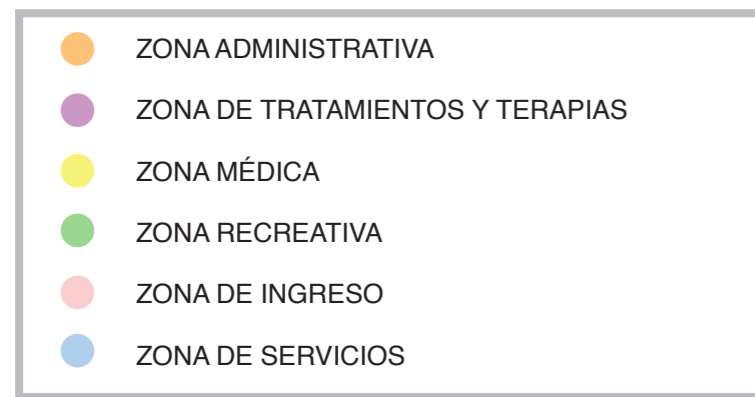 ZONA ADMINISTRATIVA
ZONA DE TRATAMIENTOS Y TERAPIAS
ZONA MÉDICA
ZONA RECREATIVA
ZONA DE INGRESO
ZONA DE SERVICIOS